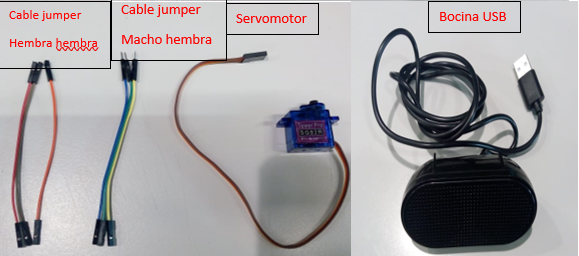 Cable jumper
Hembra hembra
Cable jumper
Macho hembra
Servomotor
Bocina USB